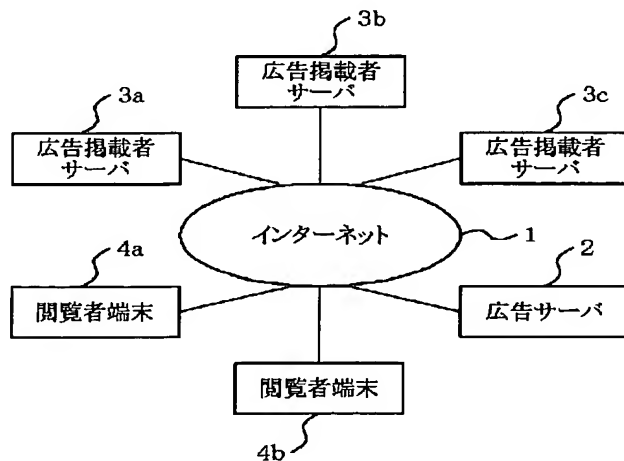 3b
広告掲載者
サーバ
3a
広告掲載者
サーバ
3c
広告掲載者
サーバ
インターネット
1
4a
閲覧者端末
2
広告サーバ
閲覧者端末
4b